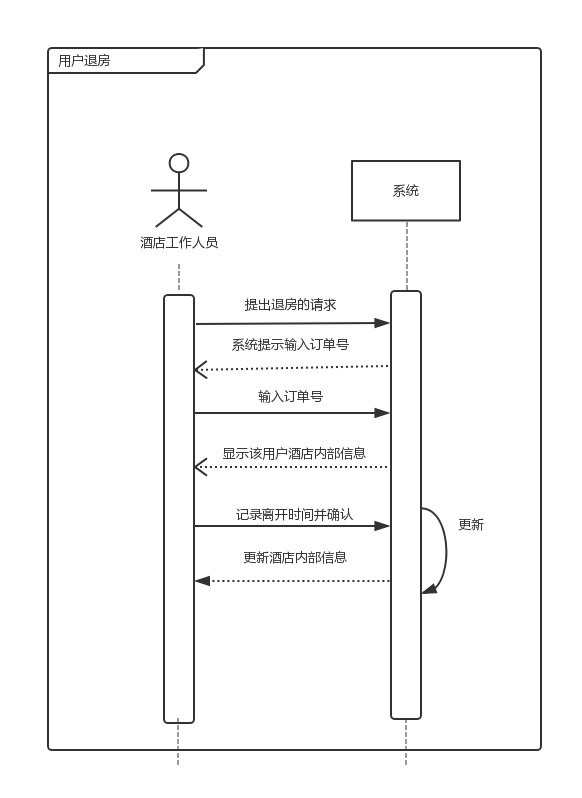 用户退房
系统
酒店工作人员
提出退房的请求
系统提示输入订单号
输入订单号
显示该用户酒店内部信息
记录离开时间并确认
更新
更新酒店内部信息